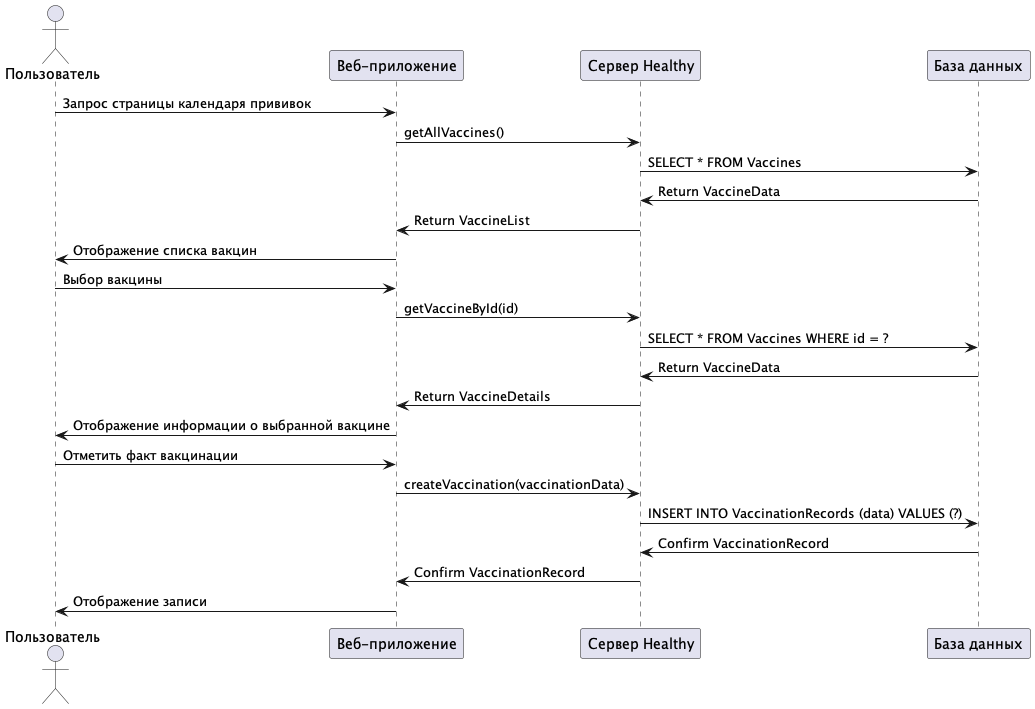 Пользователь
Веб-приложение
Сервер Healthy
База данных
Запрос страницы календаря прививок
getAllVaccines()
SELECT * FROM Vaccines
Return VaccineData
Return VaccineList
Отображение списка вакцин
Выбор вакцины
getVaccineById(id)
SELECT * FROM Vaccines WHERE id = ?
Return VaccineData
Return VaccineDetails
Отображение информации о выбранной вакцине
Отметить факт вакцинации
createVaccination(vaccinationData)
INSERT INTO VaccinationRecords (data) VALUES (?)
Confirm VaccinationRecord
Confirm VaccinationRecord
Отображение записи
Пользователь
Веб-приложение
Сервер Healthy
База данных